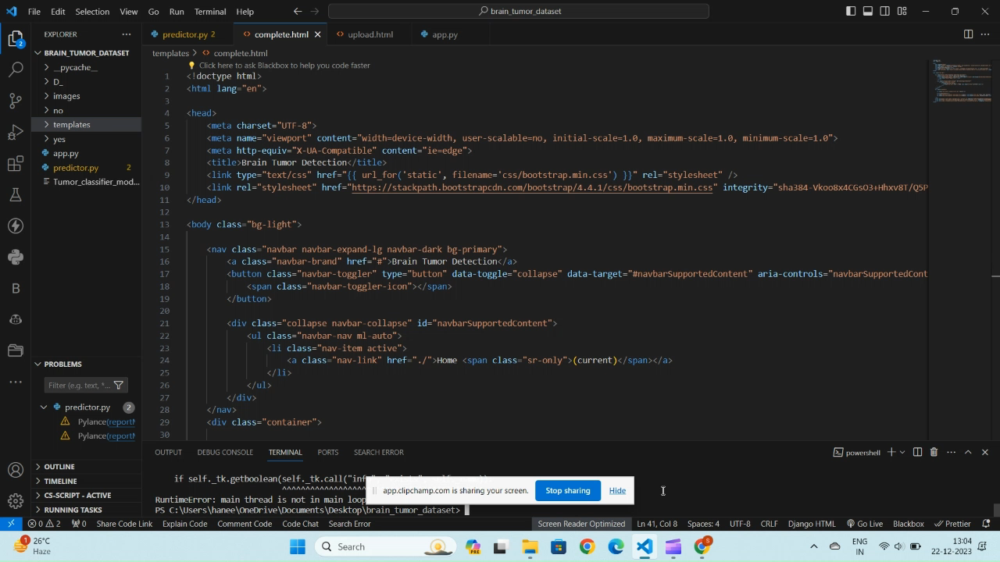 File Edit Selection View Go Run Terminal Help
brain_tumor_dataset
EXPLORER
predictor.py 2
complete.html
upload.html
app.py
BRAIN_TUMOR_DATASET
__pycache__
D_
images
no
templates
yes
app.py
predictor.py 2
Tumor_classifier_mod...
PROBLEMS
Filter (e.g. text, *...
predictor.py 2
Pylance(reportM
Pylance(reportM
OUTLINE
TIMELINE
CS-SCRIPT - ACTIVE
RUNNING TASKS
templates > complete.html
Click here to ask Blackbox to help you code faster
1 <!doctype html>
2 <html lang="en">
3
4 <head>
5 <meta charset="UTF-8">
6 <meta name="viewport" content="width=device-width, user-scalable=no, initial-scale=1.0, maximum-scale=1.0, minimum-scale=1.0">
7 <meta http-equiv="X-UA-Compatible" content="ie=edge">
8 <title>Brain Tumor Detection</title>
9 <link type="text/css" href="{{ url_for('static', filename='css/bootstrap.min.css') }}" rel="stylesheet" />
10 <link rel="stylesheet" href="https://stackpath.bootstrapcdn.com/bootstrap/4.4.1/css/bootstrap.min.css" integrity="sha384-Vkoo8x4CGsO3+Hhxv8T/Q5P
11 </head>
12
13 <body class="bg-light">
14
15 <nav class="navbar navbar-expand-lg navbar-dark bg-primary">
16 <a class="navbar-brand" href="#">Brain Tumor Detection</a>
17 <button class="navbar-toggler" type="button" data-toggle="collapse" data-target="#navbarSupportedContent" aria-controls="navbarSupportedCont
18 <span class="navbar-toggler-icon"></span>
19 </button>
20
21 <div class="collapse navbar-collapse" id="navbarSupportedContent">
22 <ul class="navbar-nav ml-auto">
23 <li class="nav-item active">
24 <a class="nav-link" href="./">Home <span class="sr-only">(current)</span></a>
25 </li>
26 </ul>
27 </div>
28 </nav>
29 <div class="container">
30
OUTPUT DEBUG CONSOLE TERMINAL PORTS SEARCH ERROR
powershell
if self._tk.getboolean(self._tk.call("inf
^^^^^^^^^^^^^^^^^^^
RuntimeError: main thread is not in main loop
PS C:\Users\hanee\OneDrive\Documents\Desktop\brain_tumor_dataset>
app.clipchamp.com is sharing your screen. Stop sharing Hide
0 2 0 Share Code Link Explain Code Comment Code Code Chat Screen Reader Optimized Ln 41, Col 8 Spaces: 4 UTF-8 CRLF Django HTML Go Live Blackbox Prettier
1 26°C
Haze
Search
PRE
S
ENG
IN
13:04
22-12-2023
2